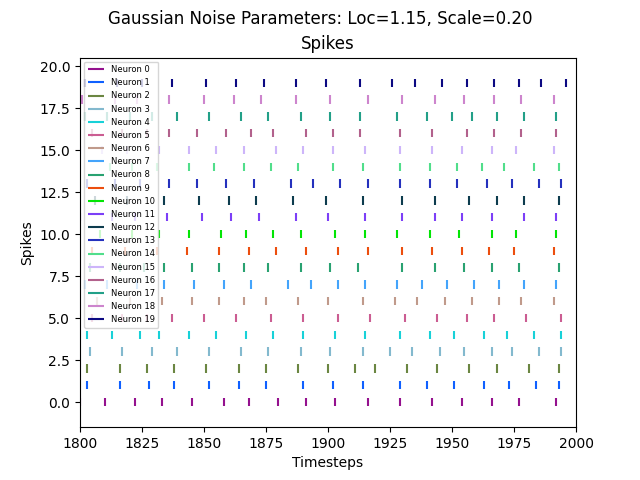 Gaussian Noise Parameters: Loc=1.15, Scale=0.20
Spikes
20.0
17.5
15.0
12.5
10.0
7.5
5.0
2.5
0.0
Spikes
Neuron 0
Neuron 1
Neuron 2
Neuron 3
Neuron 4
Neuron 5
Neuron 6
Neuron 7
Neuron 8
Neuron 9
Neuron 10
Neuron 11
Neuron 12
Neuron 13
Neuron 14
Neuron 15
Neuron 16
Neuron 17
Neuron 18
Neuron 19
1800 1825 1850 1875 1900 1925 1950 1975 2000
Timesteps